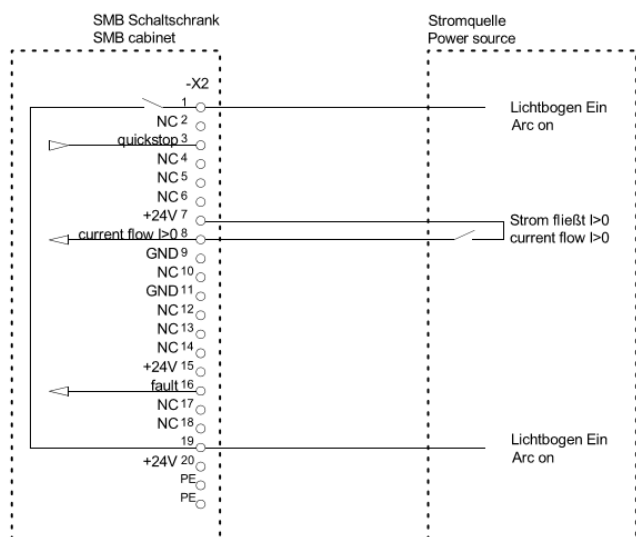 SMB Schaltschrank
SMB cabinet
Stromquelle
Power source
-X2
1
Lichtbogen Ein
Arc on
NC 2
quickstop 3
NC 4
NC 5
NC 6
+24V 7
Strom fließt I>0
current flow I>0 8
current flow I>0
GND 9
NC 10
GND 11
NC 12
NC 13
NC 14
+24V 15
fault 16
NC 17
NC 18
19
Lichtbogen Ein
Arc on
+24V 20
PE
PE